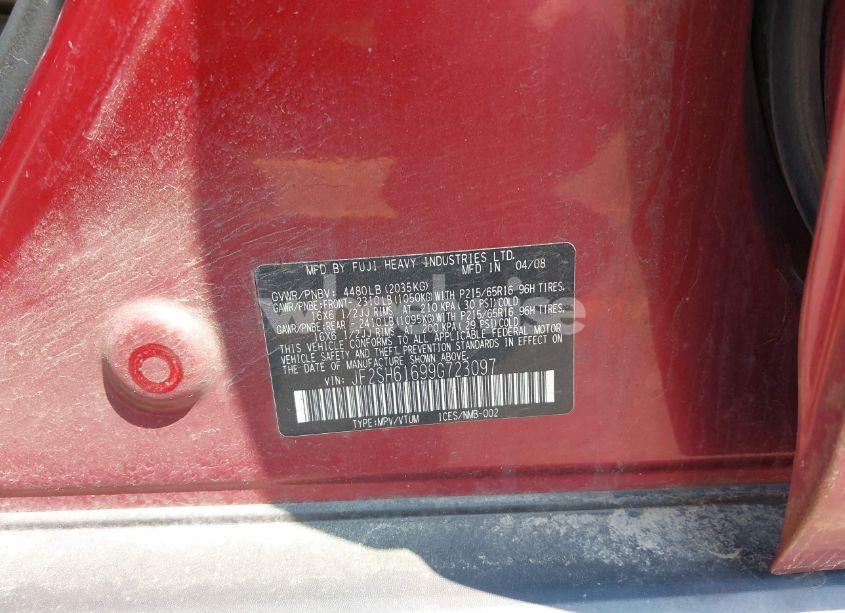 MFD BY FUJI HEAVY INDUSTRIES LTD.
MFD IN 04/08
GVWR/PNBV: 4480LB (2035KG)
GAWR/PNBE:FRONT- 2310LB(1050KG)WITH P215/65R16 96H TIRES,
16X6 1/2JJ RIMS AT 210 KPA( 30 PSI)COLD
GAWR/PNBE:REAR - 2410LB(1095KG)WITH P215/65R16 96H TIRES,
16X6 1/2JJ RIMS AT 200 KPA( 29 PSI)COLD
THIS VEHICLE CONFORMS TO ALL APPLICABLE FEDERAL MOTOR
VEHICLE SAFETY AND THEFT PREVENTION STANDARDS IN EFFECT ON
THE DATE OF MANUFACTURE SHOWN ABOVE.
VIN: JF2SH61699G723097
TYPE:MPV/VTUM ICES/NMB-002